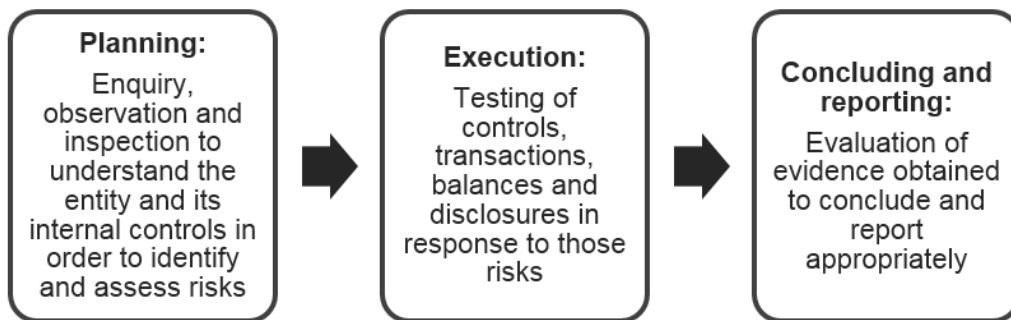 Planning:
Enquiry,
observation and
inspection to
understand the
entity and its
internal controls in
order to identify
and assess risks
Execution:
Testing of
controls,
transactions,
balances and
disclosures in
response to those
risks
Concluding and
reporting:
Evaluation of
evidence obtained
to conclude and
report
appropriately